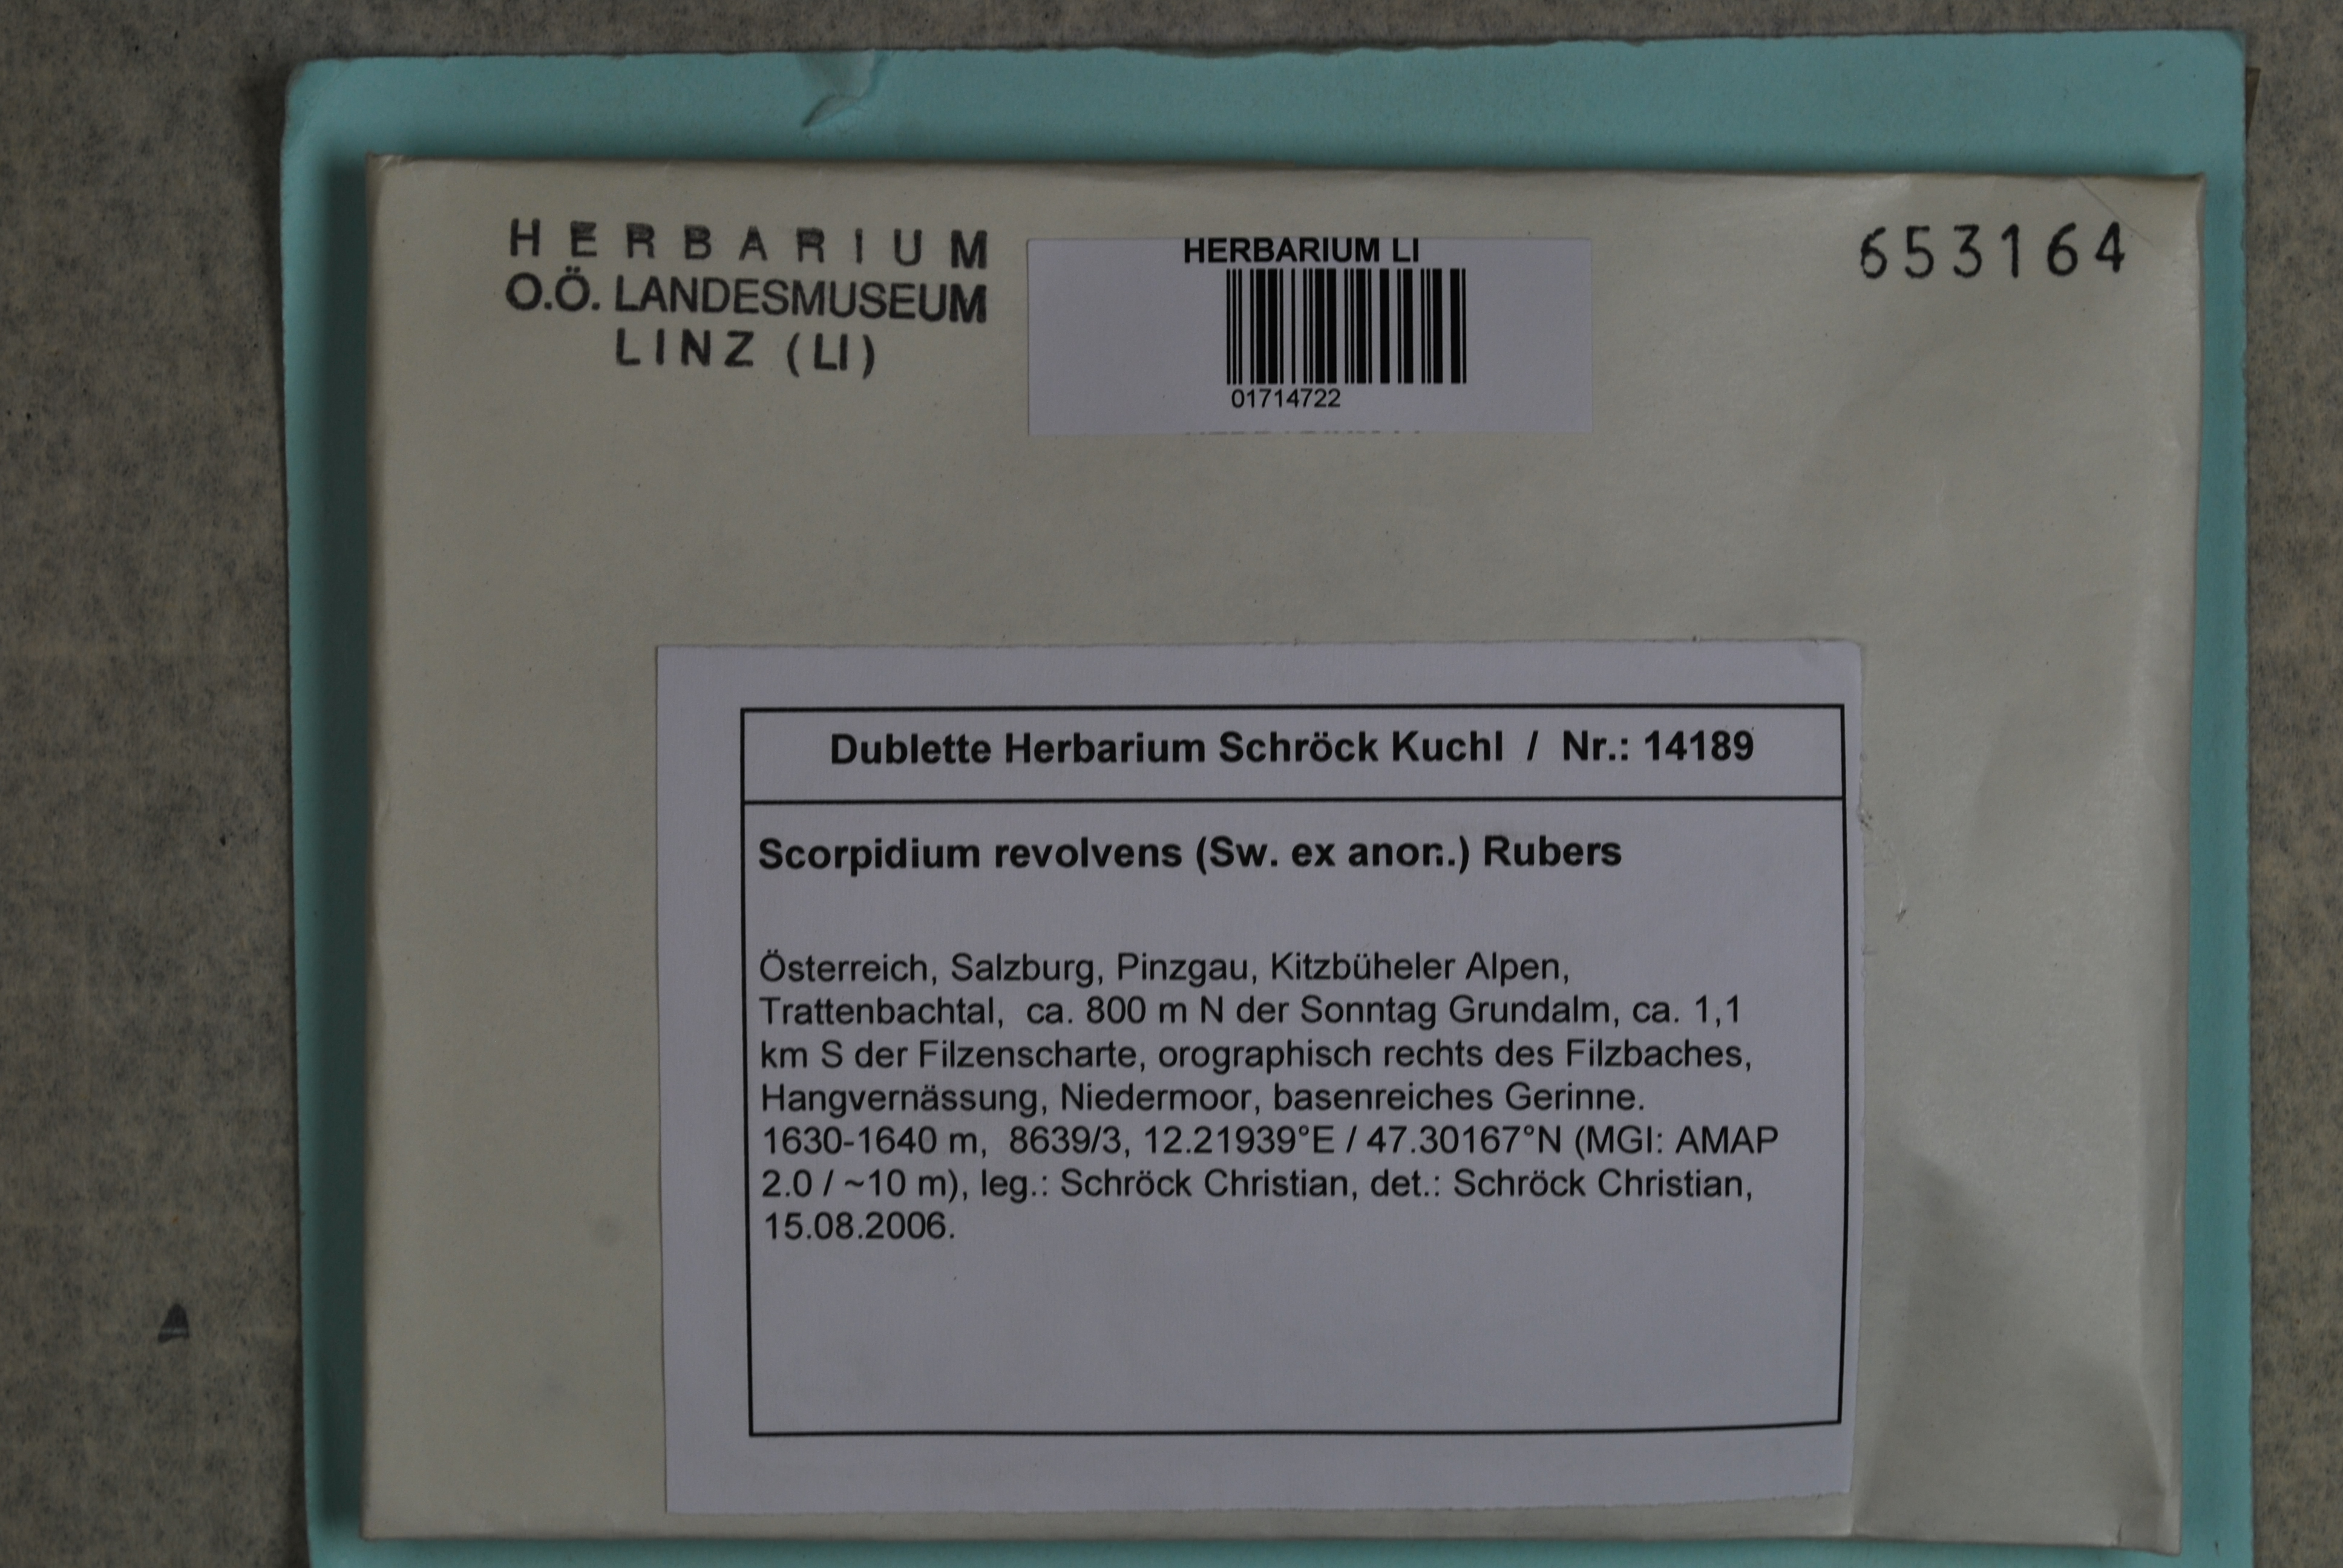 HERBARIUM
O.Ö. LANDESMUSEUM
LINZ (LI)
HERBARIUM LI
01714722
653164
Dublette Herbarium Schröck Kuchl / Nr.: 14189
Scorpidium revolvens (Sw. ex anon.) Rubers
Österreich, Salzburg, Pinzgau, Kitzbüheler Alpen,
Trattenbachtal, ca. 800 m N der Sonntag Grundalm, ca. 1,1
km S der Filzenscharte, orographisch rechts des Filzbaches,
Hangvernässung, Niedermoor, basenreiches Gerinne.
1630-1640 m, 8639/3, 12.21939°E / 47.30167°N (MGI: AMAP
2.0 / ~10 m), leg.: Schröck Christian, det.: Schröck Christian,
15.08.2006.